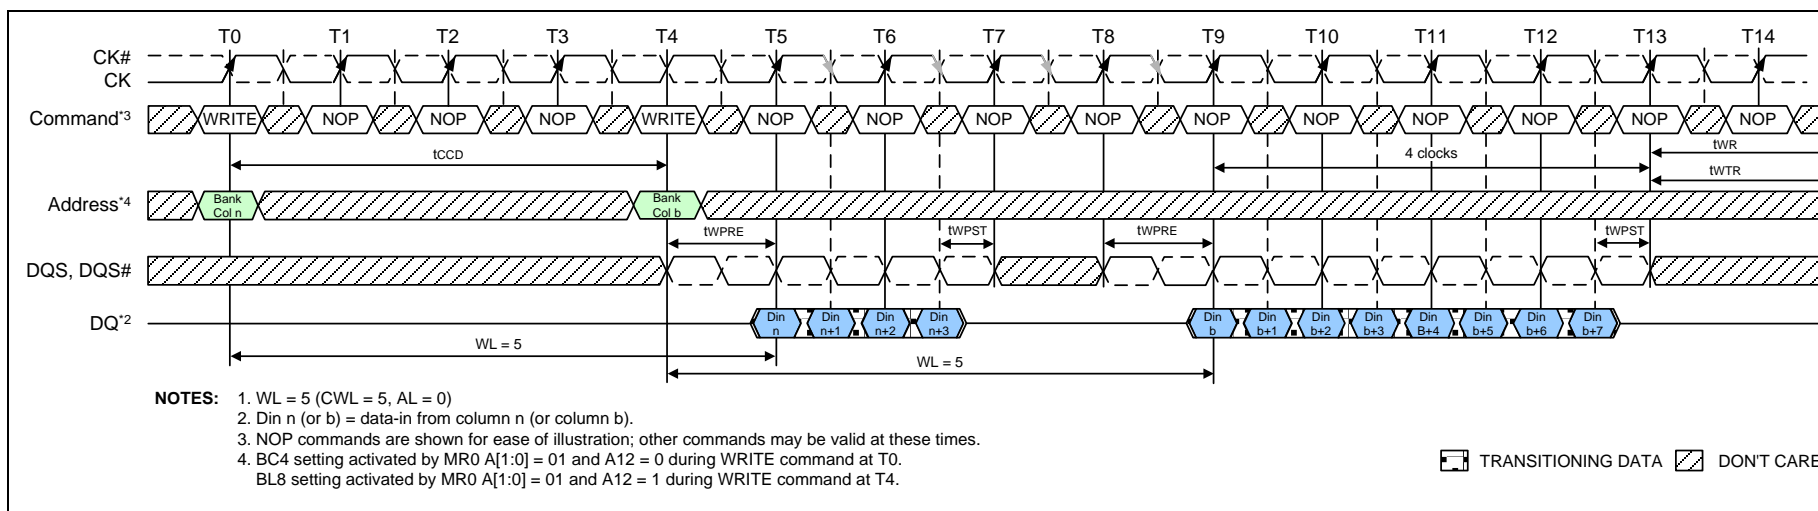 T0 T1 T2 T3 T4 T5 T6 T7 T8 T9 T10 T11 T12 T13 T14
CK#
CK
Command*3 WRITE NOP NOP NOP WRITE NOP NOP NOP NOP NOP NOP NOP NOP NOP NOP
tCCD 4 clocks tWR
tWTR
Address*4 Bank Col n Bank Col b
tWPRE tWPST tWPRE tWPST
DQS, DQS#
DQ*2 Din n Din n+1 Din n+2 Din n+3 Din b Din b+1 Din b+2 Din b+3 Din B+4 Din b+5 Din b+6 Din b+7
WL = 5
WL = 5
NOTES: 1. WL = 5 (CWL = 5, AL = 0)
2. Din n (or b) = data-in from column n (or column b).
3. NOP commands are shown for ease of illustration; other commands may be valid at these times.
4. BC4 setting activated by MR0 A[1:0] = 01 and A12 = 0 during WRITE command at T0.
BL8 setting activated by MR0 A[1:0] = 01 and A12 = 1 during WRITE command at T4.
TRANSITIONING DATA DON'T CARE